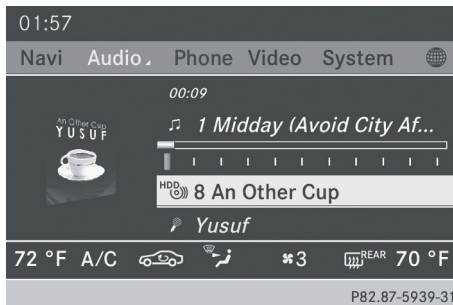 01:57
Navi Audio Phone Video System
00:09
An Other Cup
YUSUF
1 Midday (Avoid City Af...
HDD 8 An Other Cup
Yusuf
72 °F A/C 3 REAR 70 °F
P82.87-5939-31